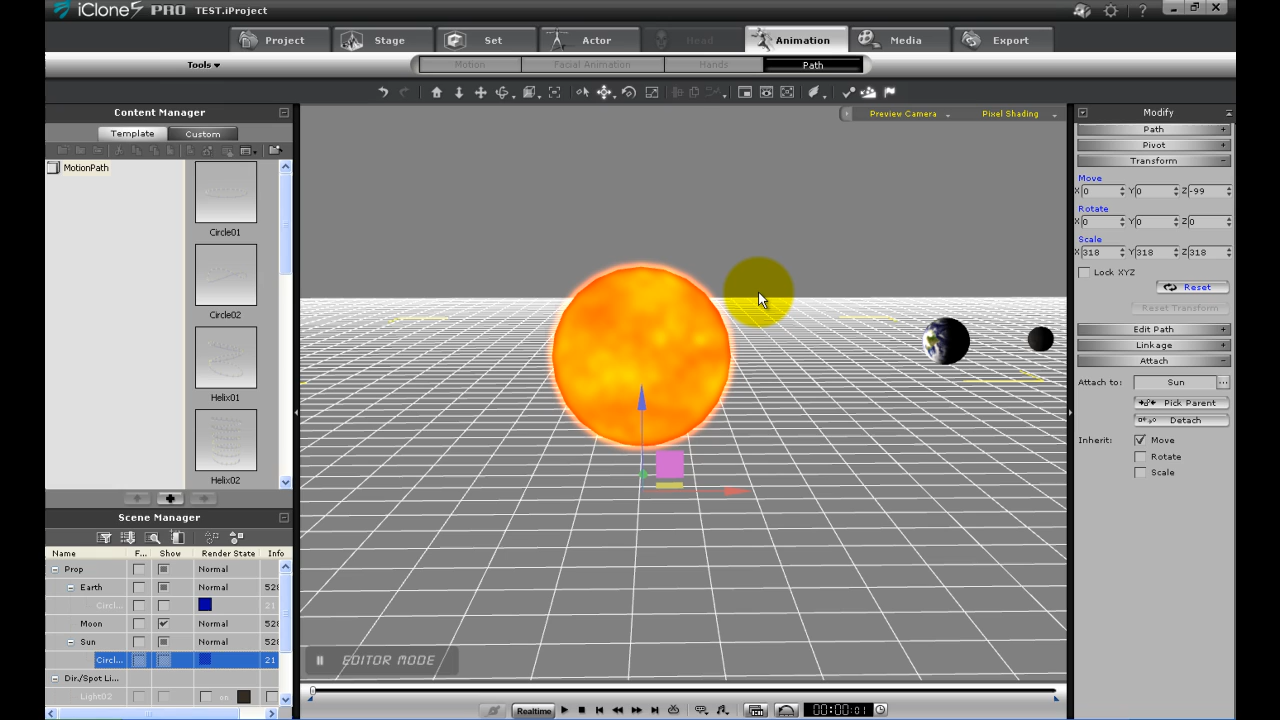 iClone5 PRO TEST.iProject
Project Stage Set Actor Head Animation Media Export
Tools Motion Facial Animation Hands Path
Content Manager
Template Custom
MotionPath
Circle01
Circle02
Helix01
Helix02
Scene Manager
Name F... Show Render State Info
Prop Normal
Earth Normal 528
Circl... 21
Moon Normal 528
Sun Normal 528
Circl... 21
Dir./Spot Li...
Light02 on
Preview Camera Pixel Shading
EDITOR MODE
Realtime 00:00:01
Modify
Path +
Pivot +
Transform -
Move
X 0 Y 0 Z -99
Rotate
X 0 Y 0 Z 0
Scale
X 318 Y 318 Z 318
Lock XYZ
Reset
Reset Transform
Edit Path +
Linkage +
Attach -
Attach to: Sun ...
Pick Parent
Detach
Inherit: Move
Rotate
Scale